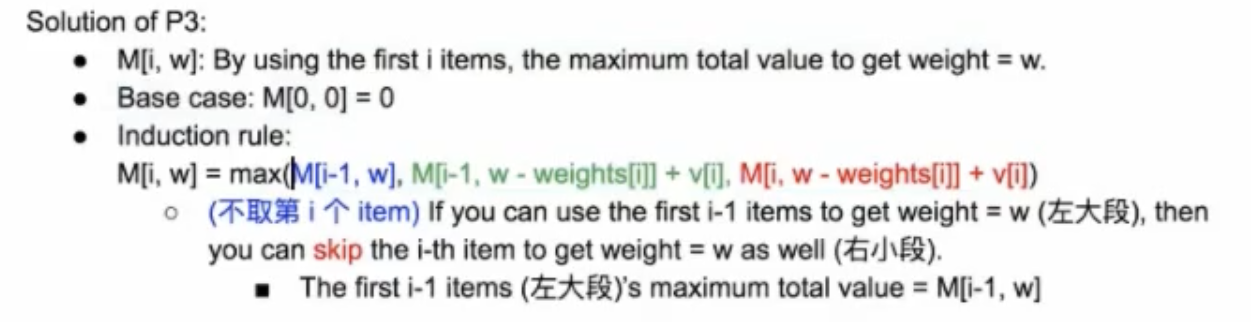 Solution of P3:
● M[i, w]: By using the first i items, the maximum total value to get weight = w.
● Base case: M[0, 0] = 0
● Induction rule:
M[i, w] = max(M[i-1, w], M[i-1, w - weights[i]] + v[i], M[i, w - weights[i]] + v[i])
○ (不取第 i 个 item) If you can use the first i-1 items to get weight = w (左大段), then
you can skip the i-th item to get weight = w as well (右小段).
■ The first i-1 items (左大段)'s maximum total value = M[i-1, w]